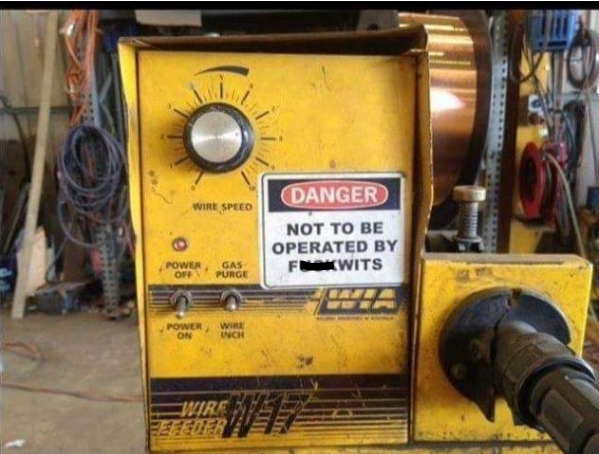 WIRE SPEED
DANGER
NOT TO BE
OPERATED BY
F WITS
POWER
OFF
GAS
PURGE
WIA
POWER
ON
WIRE
INCH
WIRE
FEEDER W17